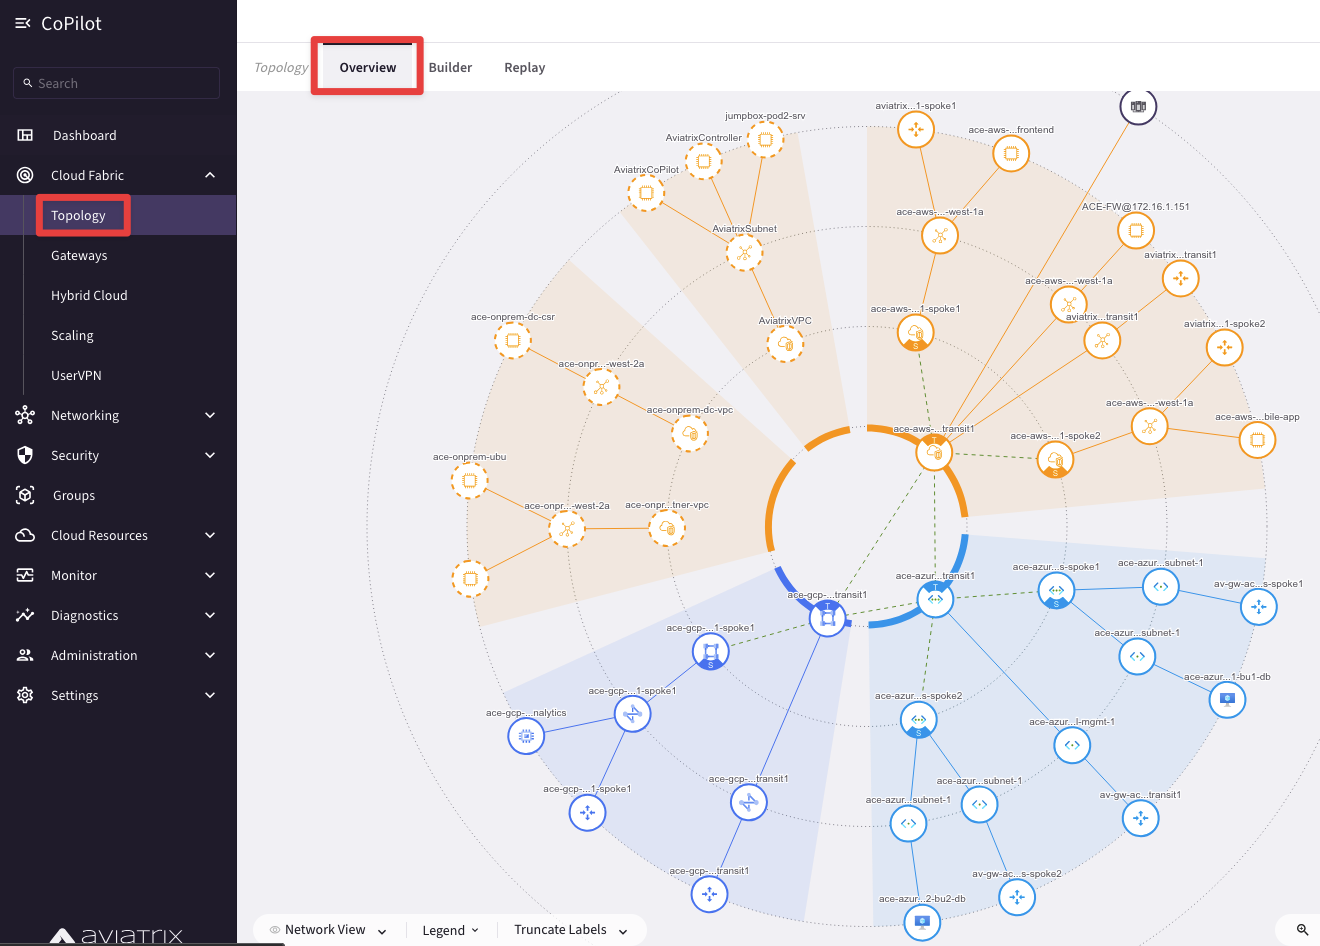 CoPilot
Search
Dashboard
Cloud Fabric
Topology
Gateways
Hybrid Cloud
Scaling
UserVPN
Networking
Security
Groups
Cloud Resources
Monitor
Diagnostics
Administration
Settings
aviatrix
Topology Overview Builder Replay
aviatrix...1-spoke1
jumpbox-pod2-srv
ace-aws-...frontend
AviatrixController
AviatrixCoPilot
ACE-FW@172.16.1.151
ace-aws-...-west-1a
AviatrixSubnet
aviatrix...transit1
ace-aws-...-west-1a
ace-aws-...1-spoke1
ace-onprem-dc-csr
aviatrix...transit1
AviatrixVPC
aviatrix...1-spoke2
ace-onpr...-west-2a
ace-aws-...-west-1a
ace-onprem-dc-vpc
ace-aws-...bile-app
S
ace-aws-...transit1
T
ace-aws-...1-spoke2
ace-onprem-ubu
S
ace-onpr...-west-2a
ace-onpr...tner-vpc
ace-azur...subnet-1
ace-azur...s-spoke1
ace-azur...transit1
av-gw-ac...s-spoke1
T
ace-gcp-...transit1
T
S
ace-gcp-...1-spoke1
ace-azur...subnet-1
S
ace-azur...1-bu1-db
ace-gcp-...1-spoke1
ace-azur...s-spoke2
ace-gcp-...nalytics
ace-azur...l-mgmt-1
S
ace-gcp-...transit1
ace-azur...subnet-1
ace-gcp-...1-spoke1
av-gw-ac...transit1
ace-azur...subnet-1
ace-gcp-...transit1
av-gw-ac...s-spoke2
ace-azur...2-bu2-db
Network View Legend Truncate Labels